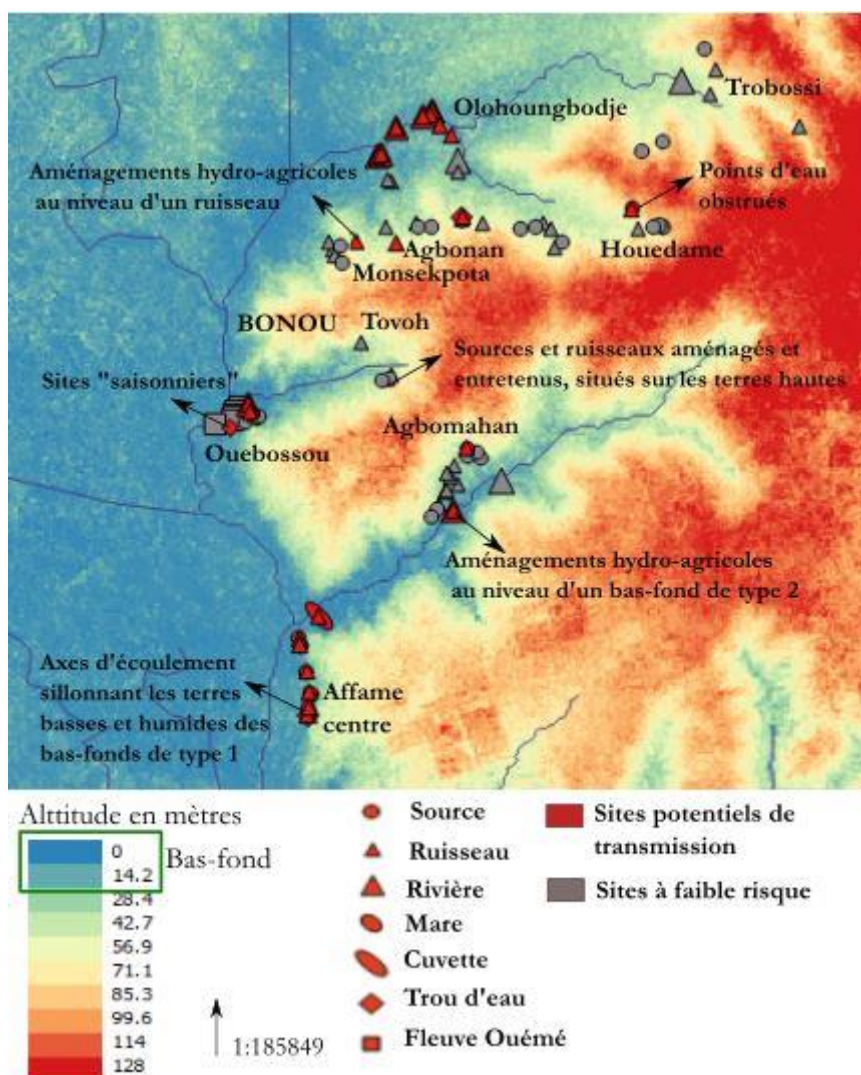 Olohoungbodje
Trobossi
Aménagements hydro-agricoles
au niveau d'un ruisseau
Points d'eau
obstrués
Agbonan
Houedame
Monsekpota
BONOU
Tovoh
Sites "saisonniers"
Sources et ruisseaux aménagés et
entretenus, situés sur les terres hautes
Agbomahan
Ouebossou
Aménagements hydro-agricoles
au niveau d'un bas-fond de type 2
Axes d'écoulement
sillonnant les terres
basses et humides des
bas-fonds de type 1
Affame
centre
Alttitude en mètres
0
14.2
28.4
42.7
56.9
71.1
85.3
99.6
114
128
Bas-fond
1:185849
Source
Ruisseau
Rivière
Mare
Cuvette
Trou d'eau
Fleuve Ouémé
Sites potentiels de
transmission
Sites à faible risque